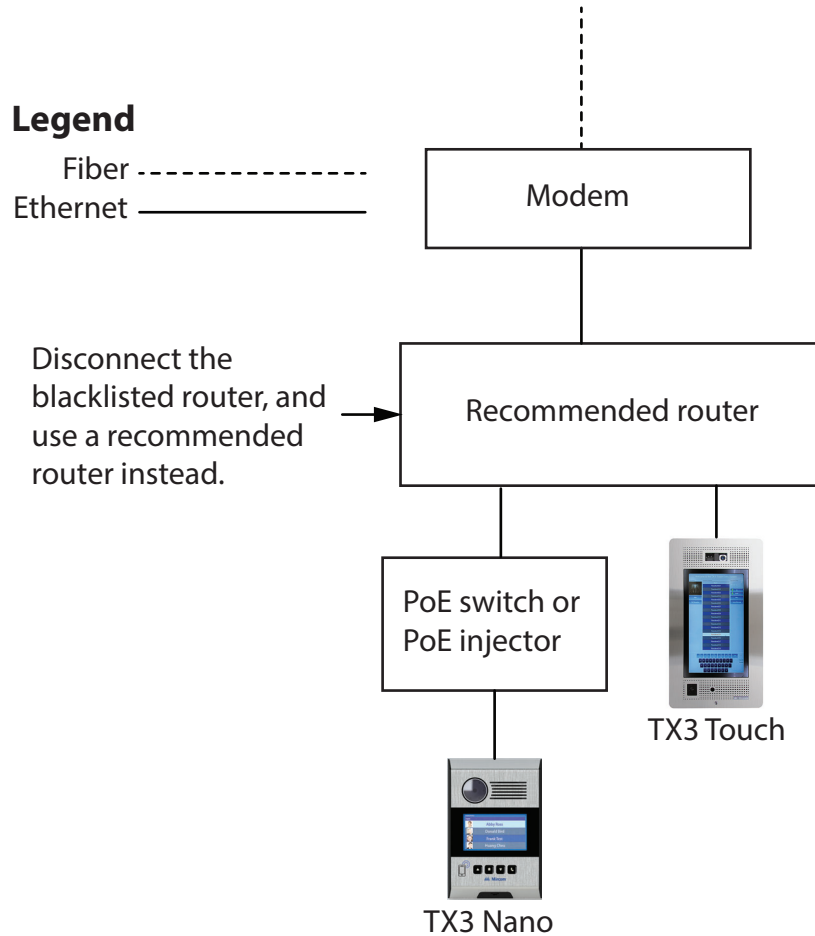 Legend
Fiber
Ethernet
Modem
Disconnect the
blacklisted router, and
use a recommended
router instead.
Recommended router
PoE switch or
PoE injector
TX3 Touch
Mircom
TX3 Nano